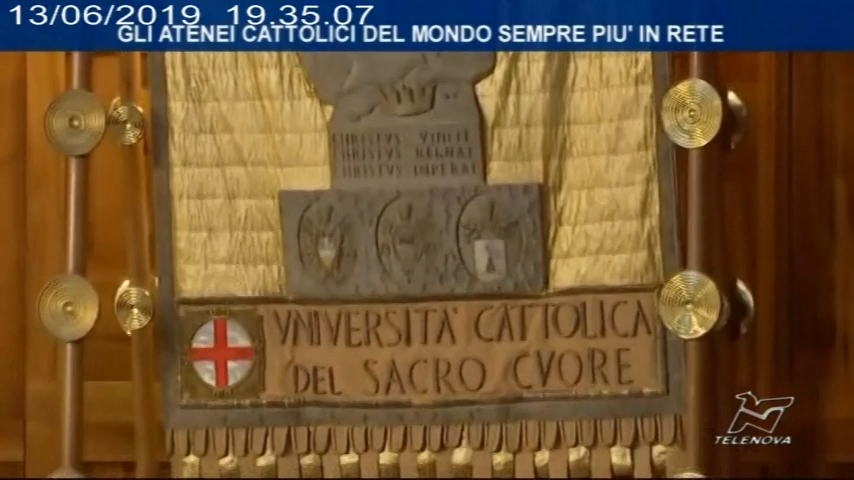 13/06/2019 19.35.07
GLI ATENEI CATTOLICI DEL MONDO SEMPRE PIU' IN RETE
CHRISTVS VINCIT
CHRISTVS REGNAT
CHRISTVS IMPERAT
VNIVERSITA' CATTOLICA
DEL SACRO CVORE
TELENOVA